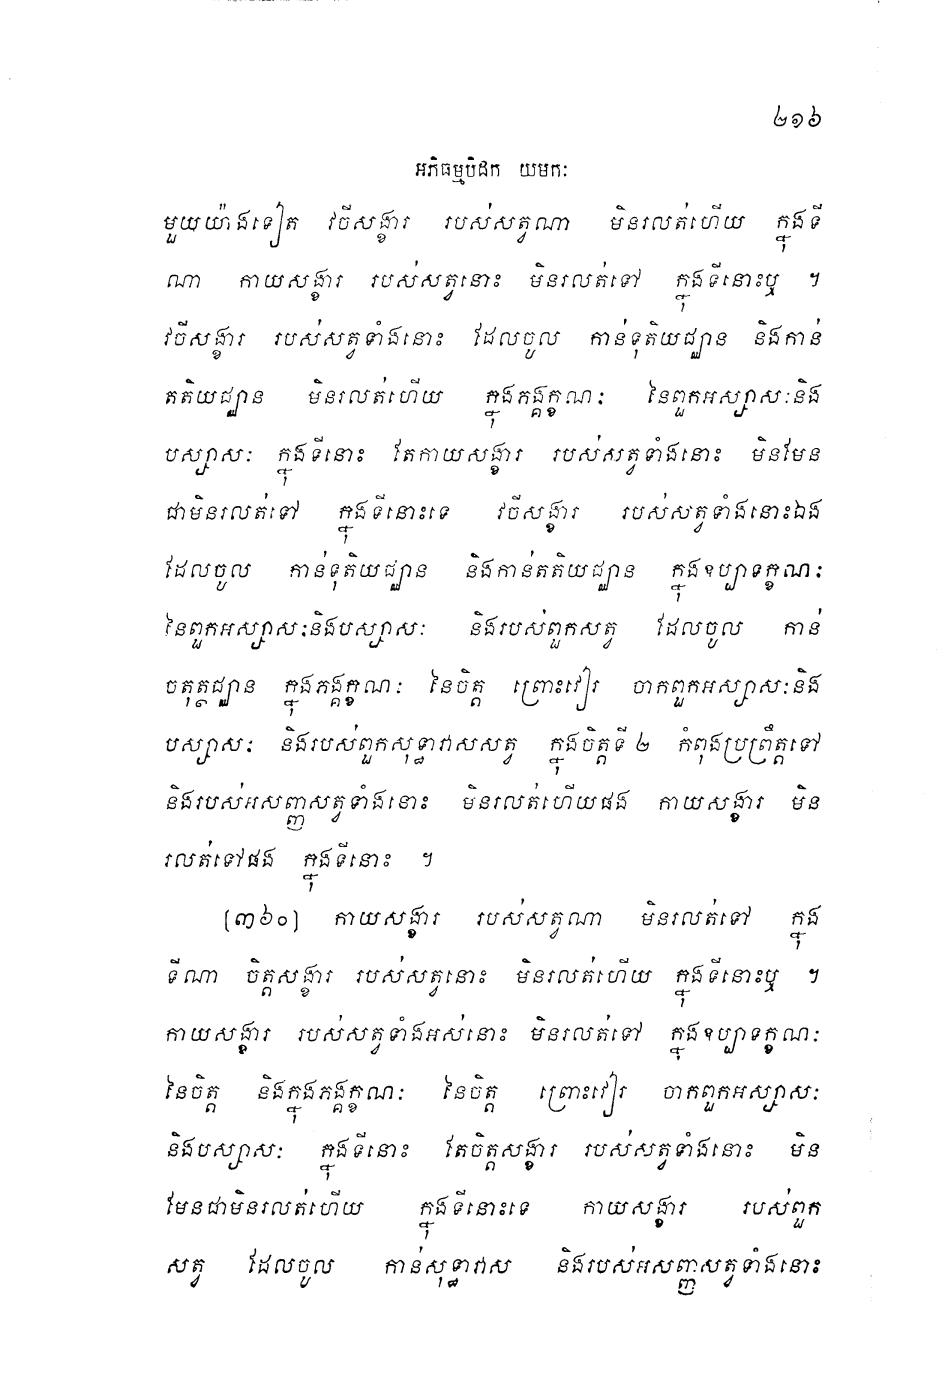 ២១៦
អភិធម្មបិដក យមកៈ
មួយយ៉ាងទៀត វចីសង្ខារ របស់សត្វណា មិនរលត់ហើយ ក្នុងទី
ណា កាយសង្ខារ របស់សត្វនោះ មិនរលត់ទៅ ក្នុងទីនោះឬ ។
វចីសង្ខារ របស់សត្វទាំងនោះ ដែលចូល កាន់ទុតិយជ្ឈាន និងកាន់
តតិយជ្ឈាន មិនរលត់ហើយ ក្នុងភង្គក្ខណៈ នៃពួកអស្សាសៈនិង
បស្សាសៈ ក្នុងទីនោះ តែកាយសង្ខារ របស់សត្វទាំងនោះ មិនមែន
ជាមិនរលត់ទៅ ក្នុងទីនោះទេ វចីសង្ខារ របស់សត្វទាំងនោះឯង
ដែលចូល កាន់ទុតិយជ្ឈាន និងកាន់តតិយជ្ឈាន ក្នុងឧប្បាទក្ខណៈ
នៃពួកអស្សាសៈនិងបស្សាសៈ និងរបស់ពួកសត្វ ដែលចូល កាន់
ចតុត្ថជ្ឈាន ក្នុងភង្គក្ខណៈ នៃចិត្ត ព្រោះវៀរ ចាកពួកអស្សាសៈនិង
បស្សាសៈ និងរបស់ពួកសុទ្ធាវាសសត្វ ក្នុងចិត្តទី ២ កំពុងប្រព្រឹត្តទៅ
និងរបស់អសញ្ញសត្វទាំងនោះ មិនរលត់ហើយផង កាយសង្ខារ មិន
រលត់ទៅផង ក្នុងទីនោះ ។
(៣៦០) កាយសង្ខារ របស់សត្វណា មិនរលត់ទៅ ក្នុង
ទីណា ចិត្តសង្ខារ របស់សត្វនោះ មិនរលត់ហើយ ក្នុងទីនោះឬ ។
កាយសង្ខារ របស់សត្វទាំងអស់នោះ មិនរលត់ទៅ ក្នុងឧប្បាទក្ខណៈ
នៃចិត្ត និងក្នុងភង្គក្ខណៈ នៃចិត្ត ព្រោះវៀរ ចាកពួកអស្សាសៈ
និងបស្សាសៈ ក្នុងទីនោះ តែចិត្តសង្ខារ របស់សត្វទាំងនោះ មិន
មែនជាមិនរលត់ហើយ ក្នុងទីនោះទេ កាយសង្ខារ របស់ពួក
សត្វ ដែលចូល កាន់សុទ្ធាវាស និងរបស់អសញ្ញសត្វទាំងនោះ